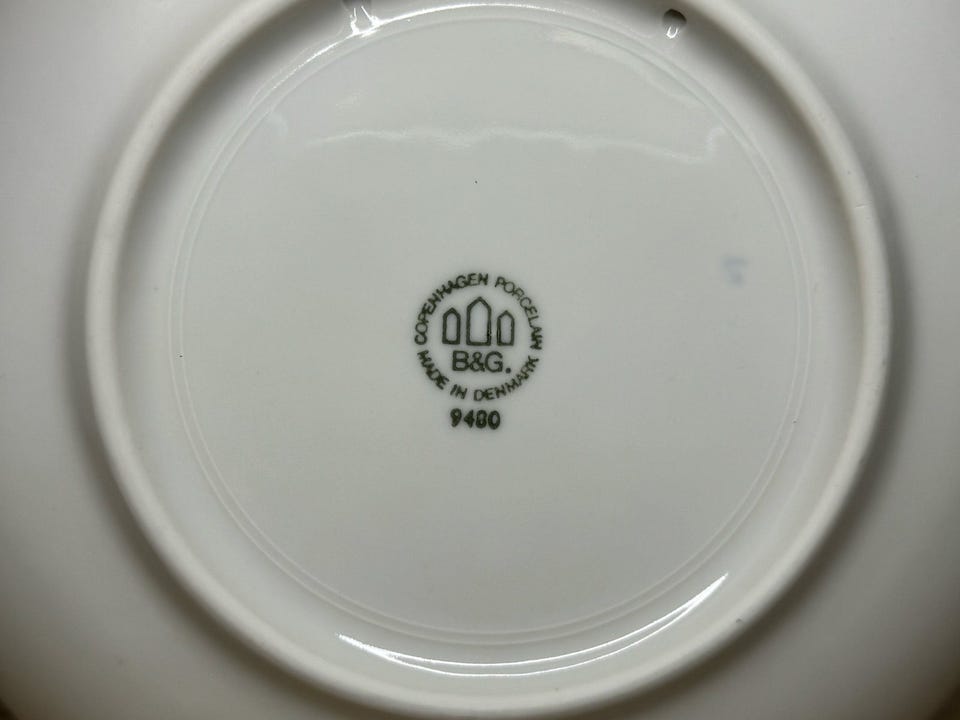 COPENHAGEN PORCELAIN
B&G.
MADE IN DENMARK
9480